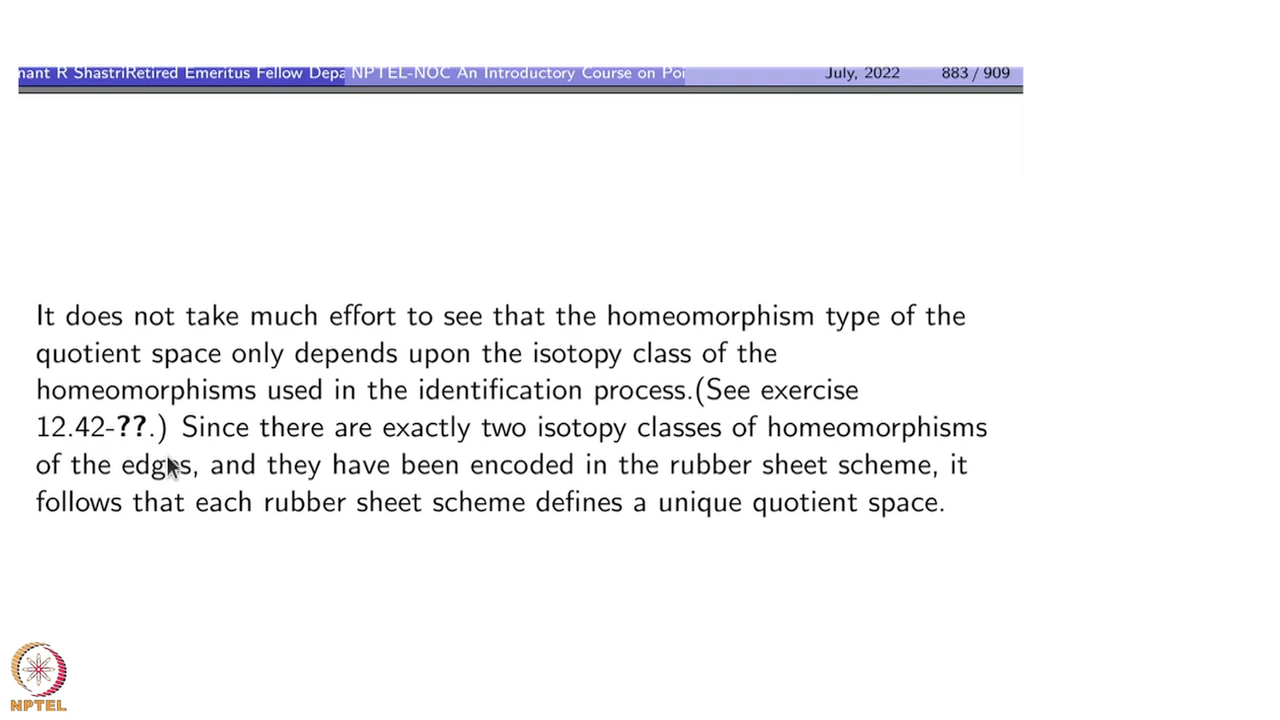 nant R ShastriRetired Emeritus Fellow Depa NPTEL-NOC An Introductory Course on Poi July, 2022 883 / 909
It does not take much effort to see that the homeomorphism type of the
quotient space only depends upon the isotopy class of the
homeomorphisms used in the identification process.(See exercise
12.42-??.) Since there are exactly two isotopy classes of homeomorphisms
of the edges, and they have been encoded in the rubber sheet scheme, it
follows that each rubber sheet scheme defines a unique quotient space.
NPTEL